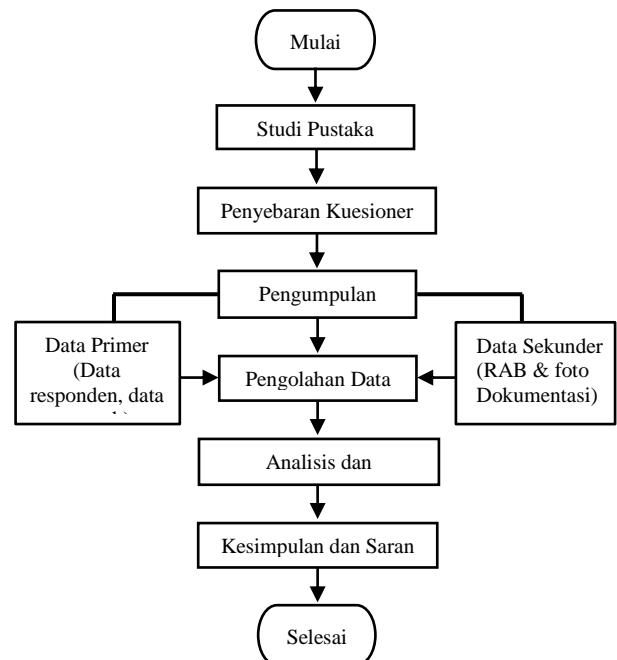 Mulai
Studi Pustaka
Penyebaran Kuesioner
Pengumpulan
Data Primer
(Data
responden, data
Data Sekunder
(RAB & foto
Dokumentasi)
Pengolahan Data
Analisis dan
Kesimpulan dan Saran
Selesai